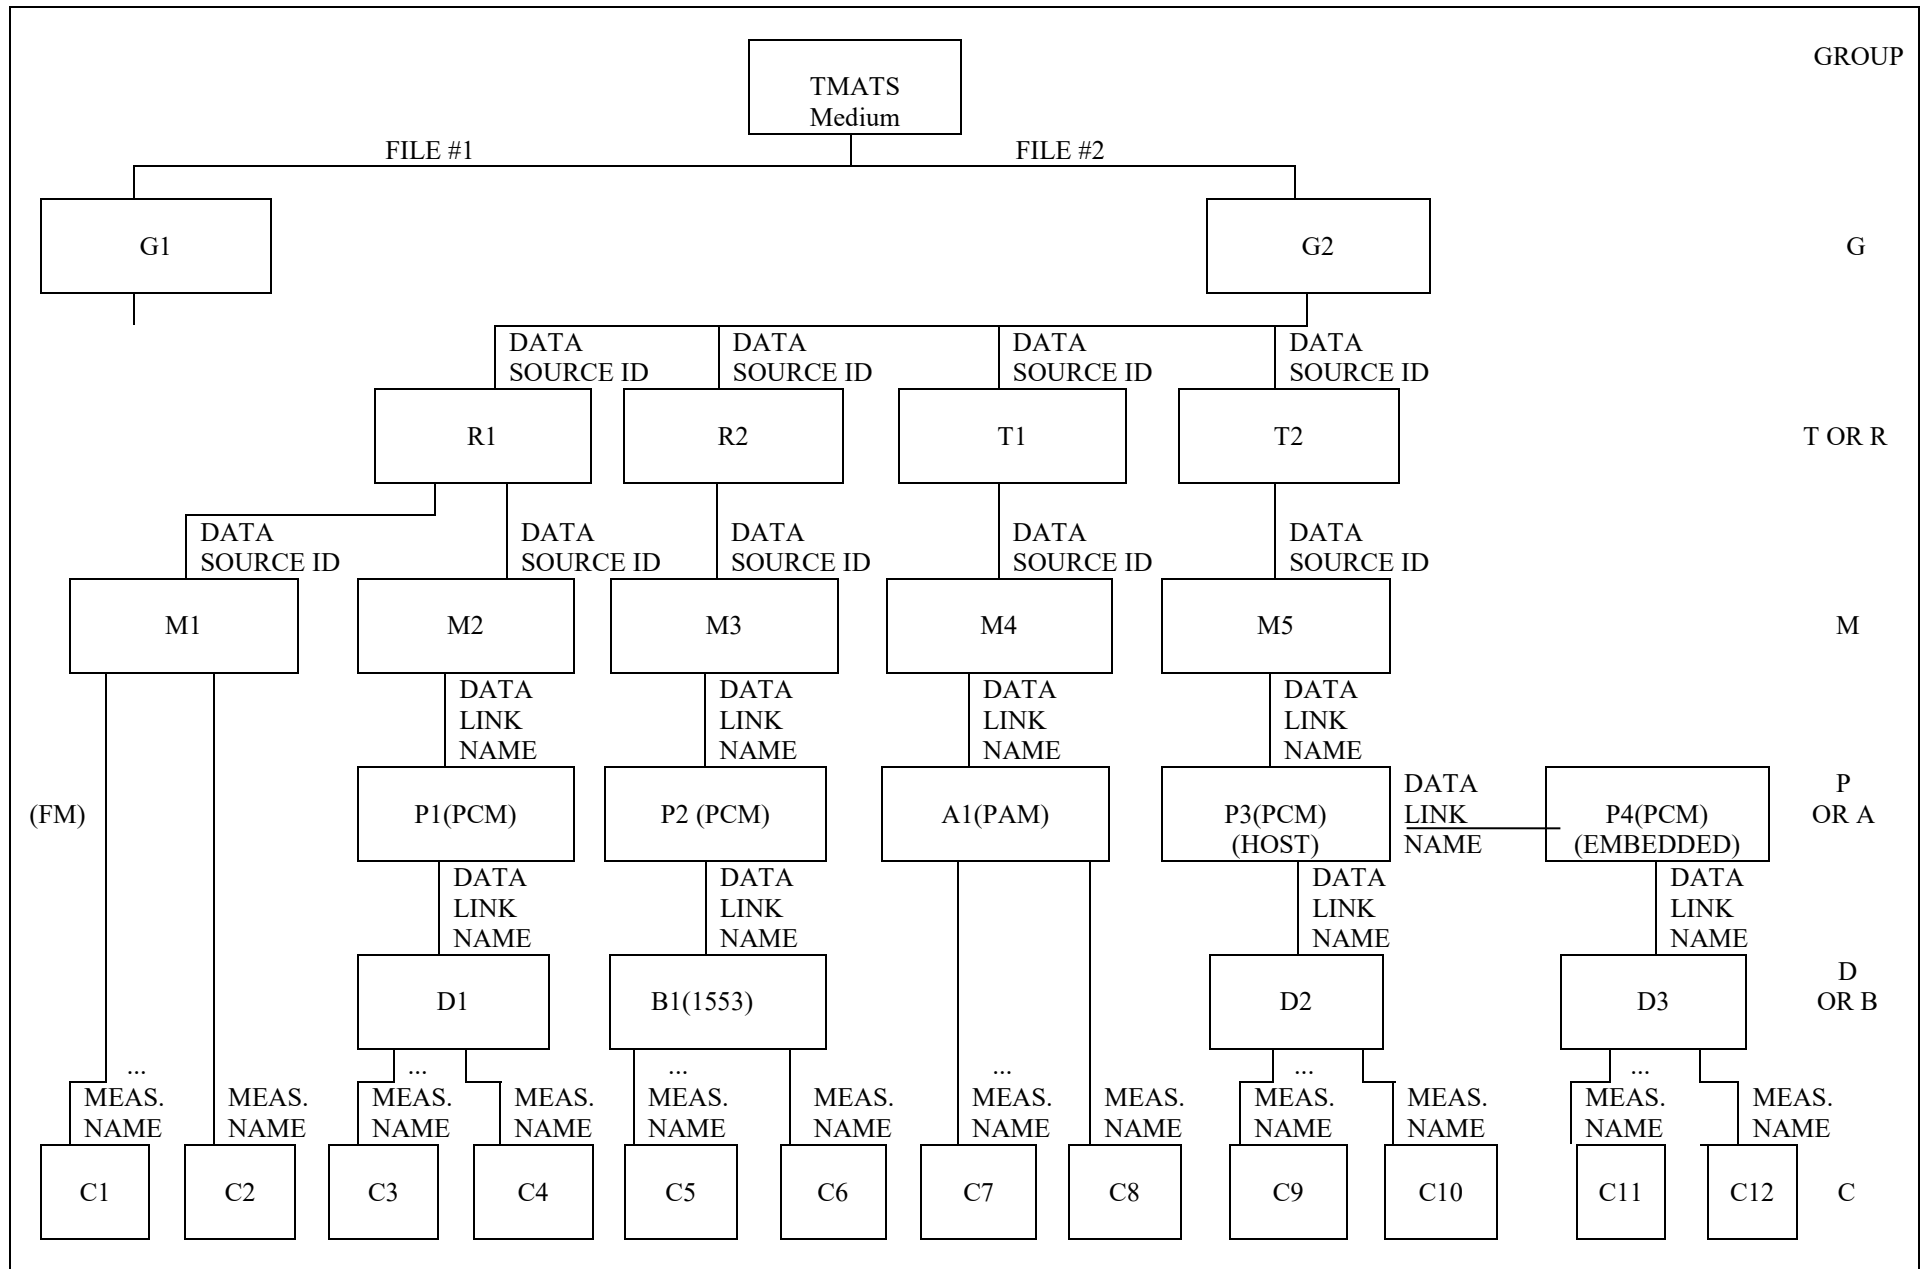 GROUP
TMATS
Medium
FILE #1
FILE #2
G1
G2
G
DATA
SOURCE ID
DATA
SOURCE ID
DATA
SOURCE ID
DATA
SOURCE ID
R1
R2
T1
T2
T OR R
DATA
SOURCE ID
DATA
SOURCE ID
DATA
SOURCE ID
DATA
SOURCE ID
DATA
SOURCE ID
M1
M2
M3
M4
M5
M
DATA
LINK
NAME
DATA
LINK
NAME
DATA
LINK
NAME
DATA
LINK
NAME
(FM)
P1(PCM)
P2 (PCM)
A1(PAM)
P3(PCM)
(HOST)
DATA
LINK
NAME
P4(PCM)
(EMBEDDED)
P
OR A
DATA
LINK
NAME
DATA
LINK
NAME
DATA
LINK
NAME
DATA
LINK
NAME
D1
B1(1553)
D2
D3
D
OR B
...
...
...
...
...
...
MEAS.
NAME
MEAS.
NAME
MEAS.
NAME
MEAS.
NAME
MEAS.
NAME
MEAS.
NAME
MEAS.
NAME
MEAS.
NAME
MEAS.
NAME
MEAS.
NAME
MEAS.
NAME
MEAS.
NAME
C1
C2
C3
C4
C5
C6
C7
C8
C9
C10
C11
C12
C